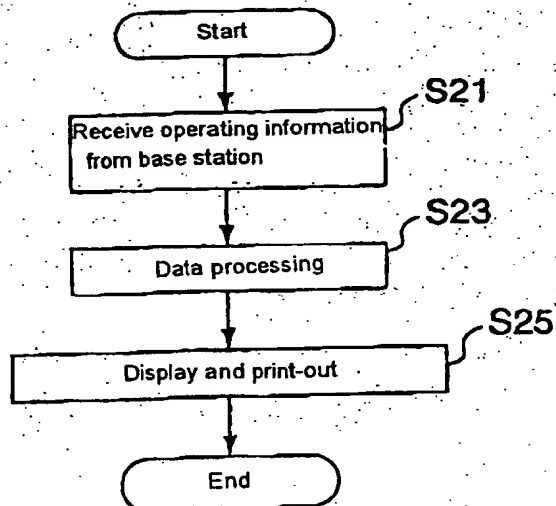 Start
S21
Receive operating information
from base station
S23
Data processing
S25
Display and print-out
End